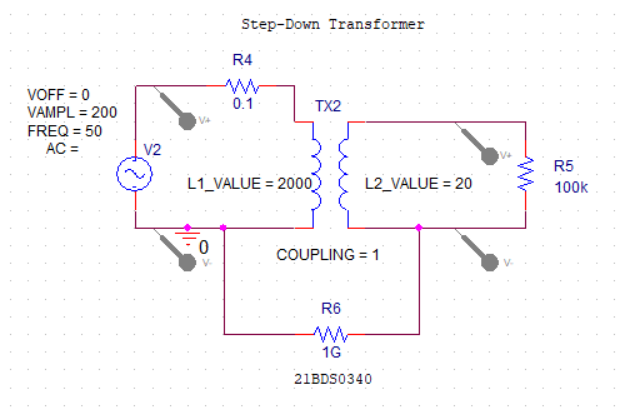 Step-Down Transformer
R4
0.1
VOFF = 0
VAMPL = 200
FREQ = 50
AC =
V2
V+
TX2
V+
R5
100k
L1_VALUE = 2000
L2_VALUE = 20
0
V-
COUPLING = 1
V-
R6
1G
21BDS0340